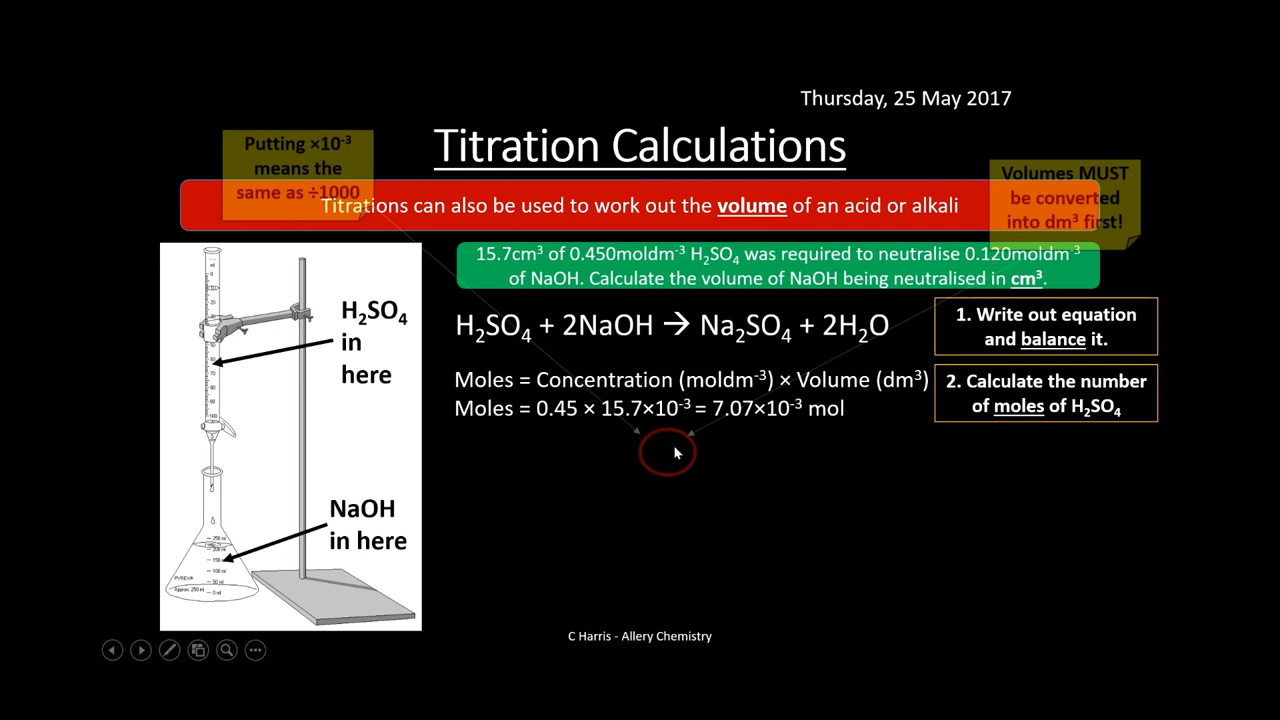 Thursday, 25 May 2017
Titration Calculations
Putting ×10⁻³
means the
same as ÷1000
Volumes MUST
be converted
into dm³ first!
Titrations can also be used to work out the volume of an acid or alkali
15.7cm³ of 0.450moldm⁻³ H₂SO₄ was required to neutralise 0.120moldm⁻³
of NaOH. Calculate the volume of NaOH being neutralised in cm³.
H₂SO₄
in
here
NaOH
in here
H₂SO₄ + 2NaOH → Na₂SO₄ + 2H₂O
1. Write out equation
and balance it.
Moles = Concentration (moldm⁻³) × Volume (dm³)
Moles = 0.45 × 15.7×10⁻³ = 7.07×10⁻³ mol
2. Calculate the number
of moles of H₂SO₄
PYREX®
Approx. 250 ml
C Harris - Allery Chemistry